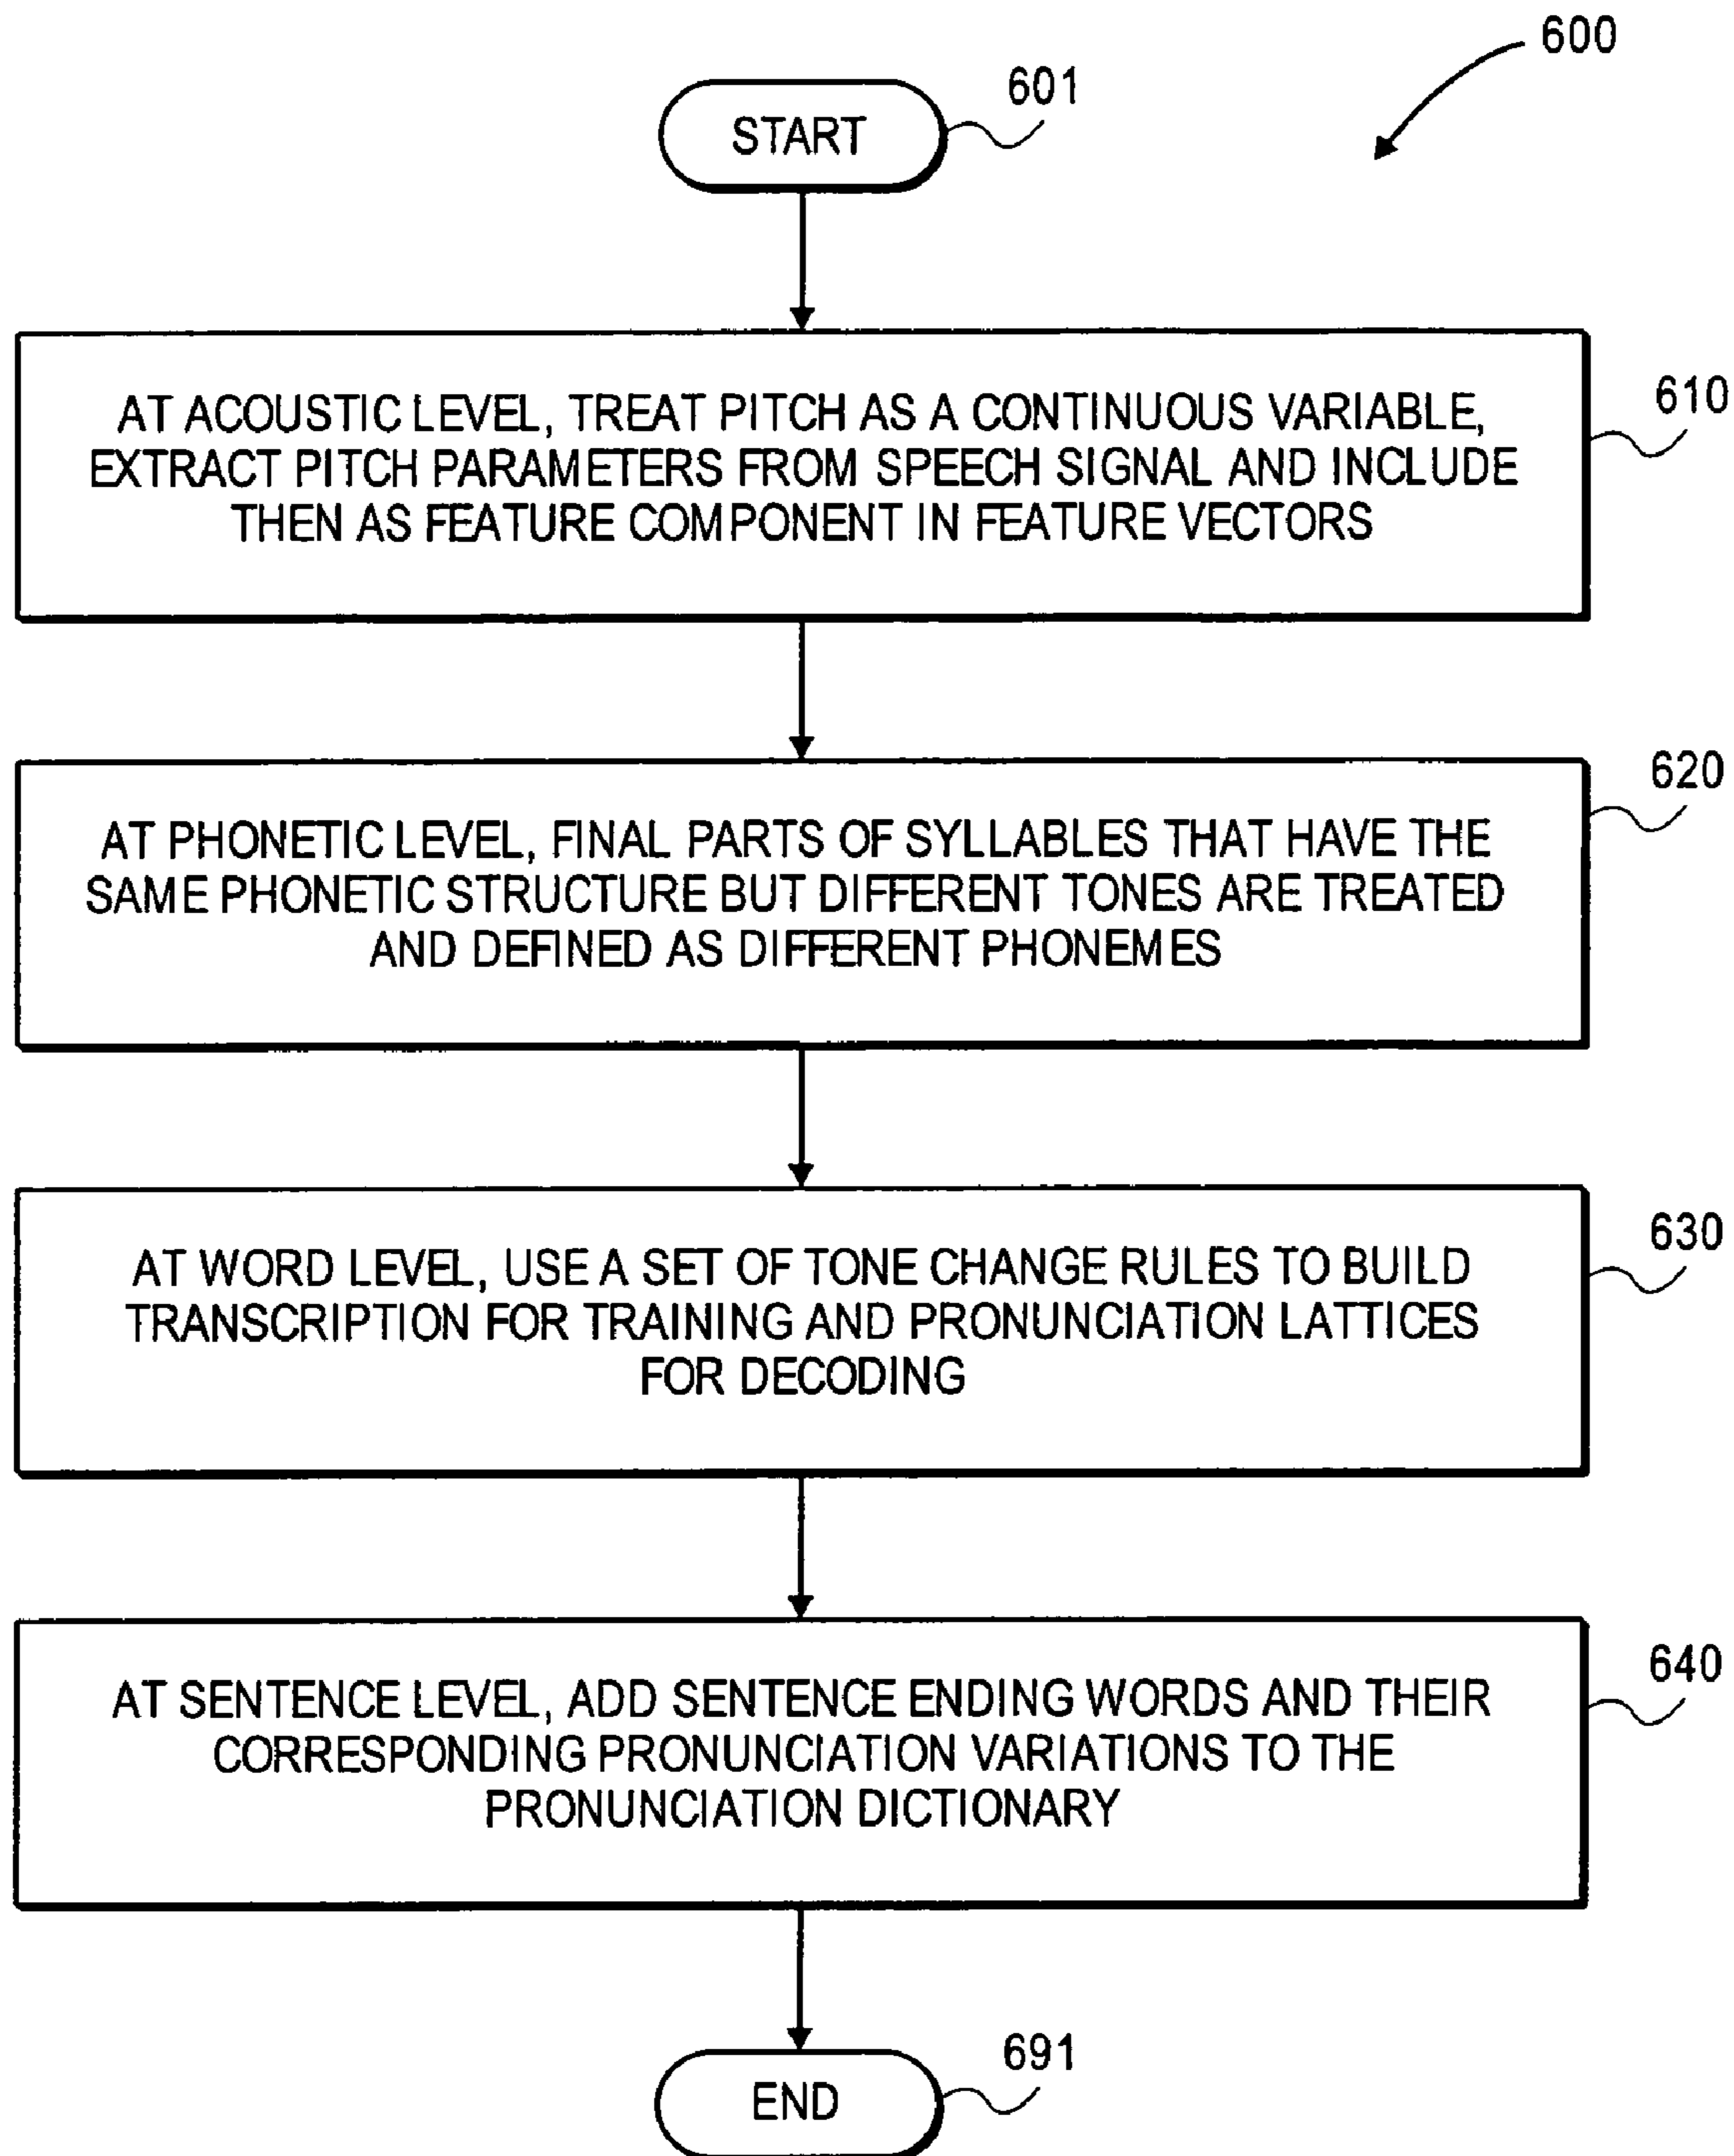 600
START
601
AT ACOUSTIC LEVEL, TREAT PITCH AS A CONTINUOUS VARIABLE,
EXTRACT PITCH PARAMETERS FROM SPEECH SIGNAL AND INCLUDE
THEN AS FEATURE COMPONENT IN FEATURE VECTORS
610
AT PHONETIC LEVEL, FINAL PARTS OF SYLLABLES THAT HAVE THE
SAME PHONETIC STRUCTURE BUT DIFFERENT TONES ARE TREATED
AND DEFINED AS DIFFERENT PHONEMES
620
AT WORD LEVEL, USE A SET OF TONE CHANGE RULES TO BUILD
TRANSCRIPTION FOR TRAINING AND PRONUNCIATION LATTICES
FOR DECODING
630
AT SENTENCE LEVEL, ADD SENTENCE ENDING WORDS AND THEIR
CORRESPONDING PRONUNCIATION VARIATIONS TO THE
PRONUNCIATION DICTIONARY
640
END
691